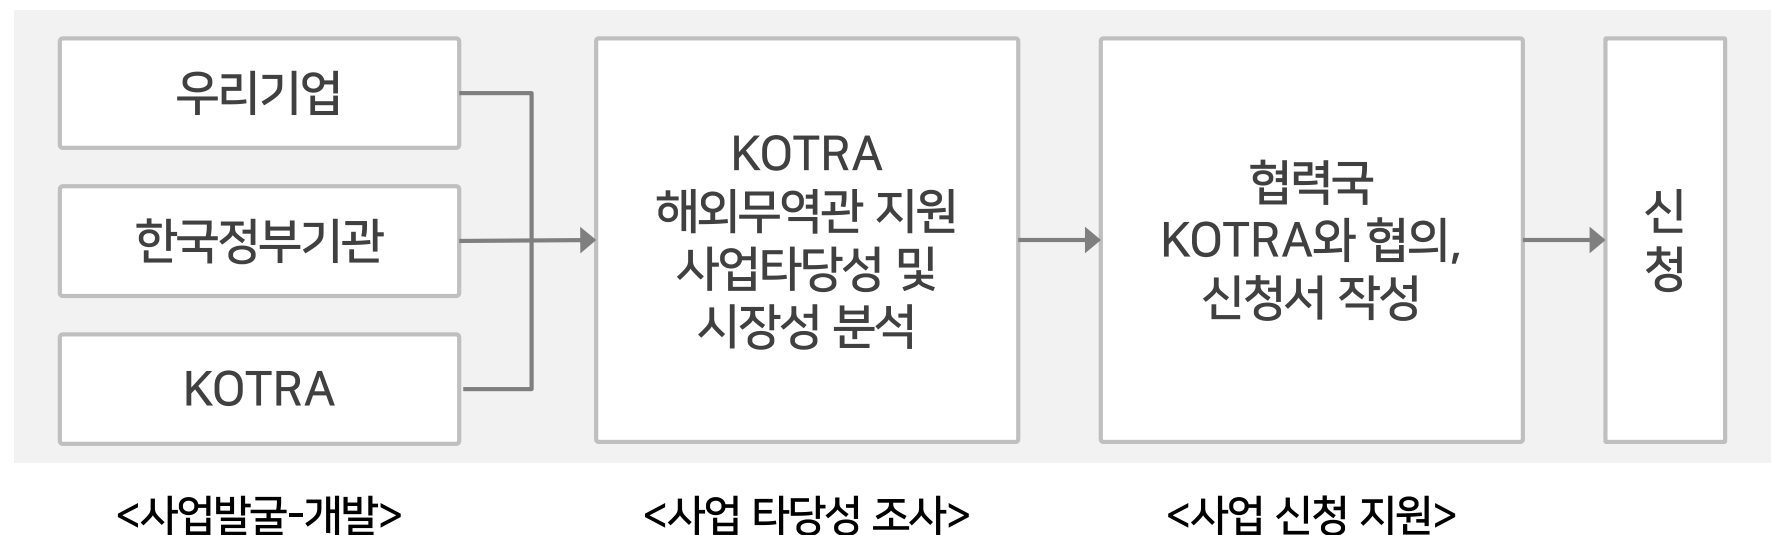 우리기업
한국정부기관
KOTRA
KOTRA
해외무역관 지원
사업타당성 및
시장성 분석
협력국
KOTRA와 협의,
신청서 작성
신
청
<사업발굴-개발>
<사업 타당성 조사>
<사업 신청 지원>